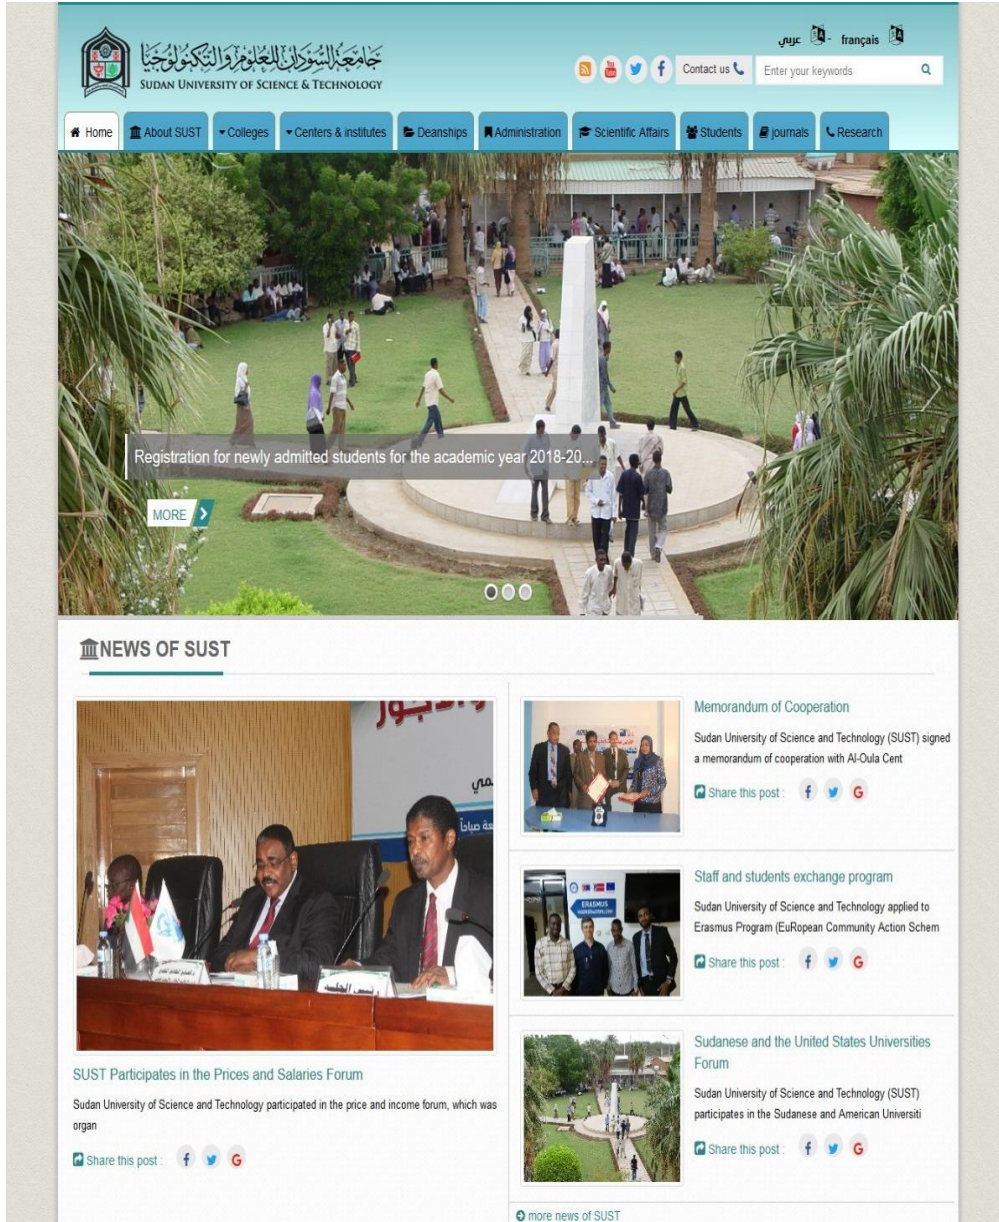 عربي - français
جامعة السودان للعلوم والتكنولوجيا
SUDAN UNIVERSITY OF SCIENCE & TECHNOLOGY
Contact us
Enter your keywords
Home
About SUST
Colleges
Centers & institutes
Deanships
Administration
Scientific Affairs
Students
journals
Research
Registration for newly admitted students for the academic year 2018-20...
MORE
NEWS OF SUST
SUST Participates in the Prices and Salaries Forum
Sudan University of Science and Technology participated in the price and income forum, which was
organ
Share this post :
Memorandum of Cooperation
Sudan University of Science and Technology (SUST) signed
a memorandum of cooperation with Al-Oula Cent
Share this post :
ERASMUS
Staff and students exchange program
Sudan University of Science and Technology applied to
Erasmus Program (EuRopean Community Action Schem
Share this post :
Sudanese and the United States Universities
Forum
Sudan University of Science and Technology (SUST)
participates in the Sudanese and American Universiti
Share this post :
more news of SUST